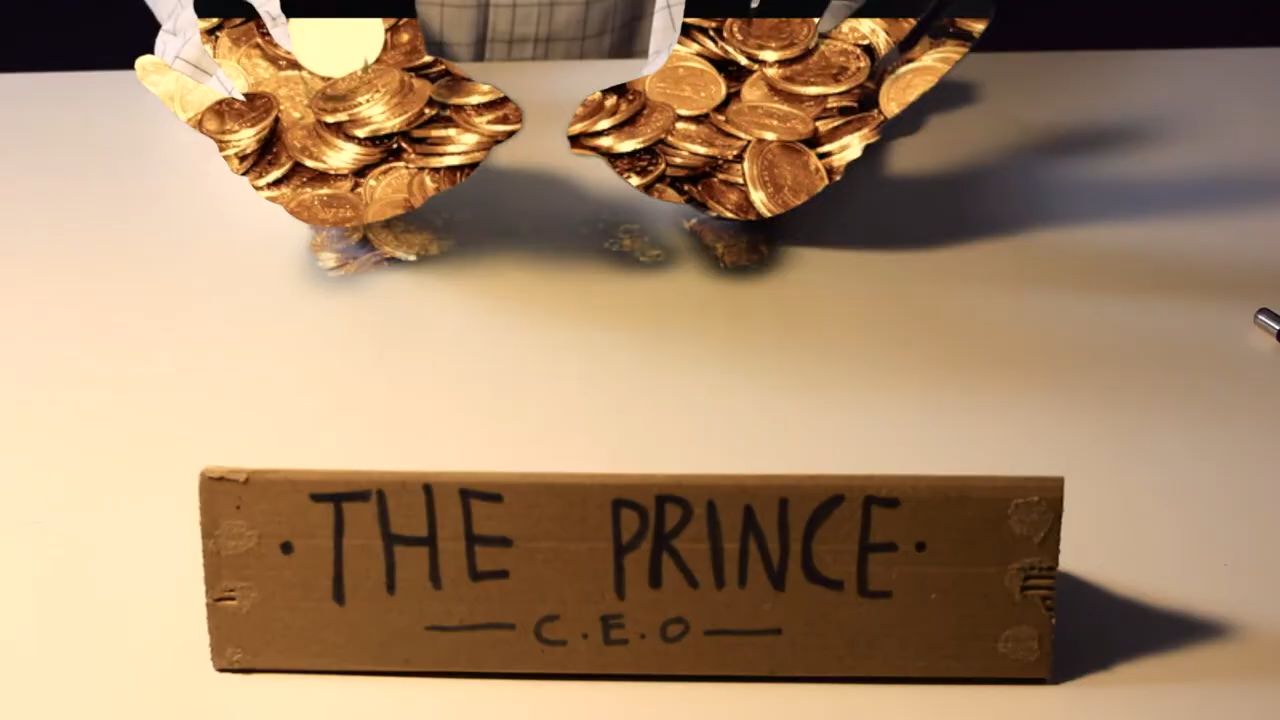 ·THE PRINCE·
— C.E.O —